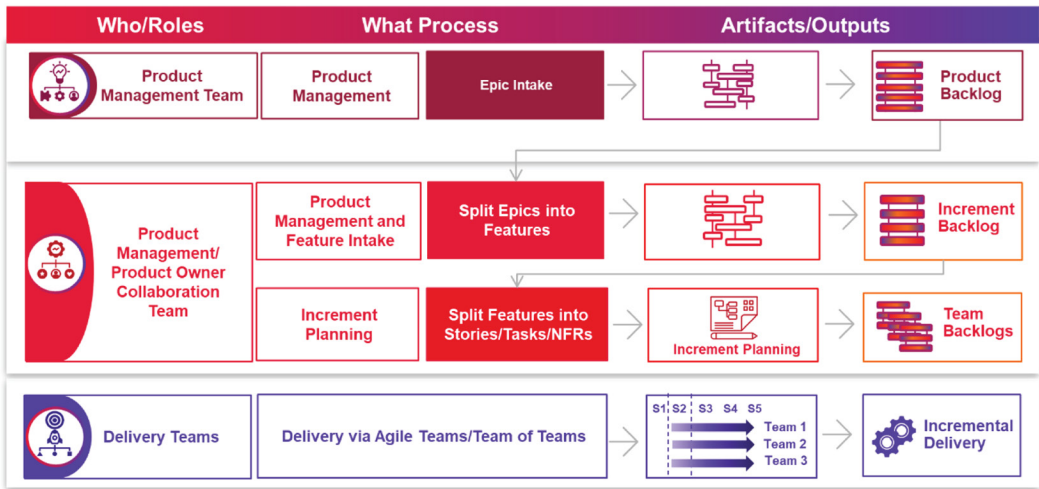 Who/Roles
What Process
Artifacts/Outputs
Product
Management Team
Product
Management
Epic Intake
Product
Backlog
Product
Management/
Product Owner
Collaboration
Team
Product
Management and
Feature Intake
Split Epics into
Features
Increment
Backlog
Increment
Planning
Split Features into
Stories/Tasks/NFRs
Increment Planning
Team
Backlogs
Delivery Teams
Delivery via Agile Teams/Team of Teams
S1 S2 S3 S4 S5
Team 1
Team 2
Team 3
Incremental
Delivery